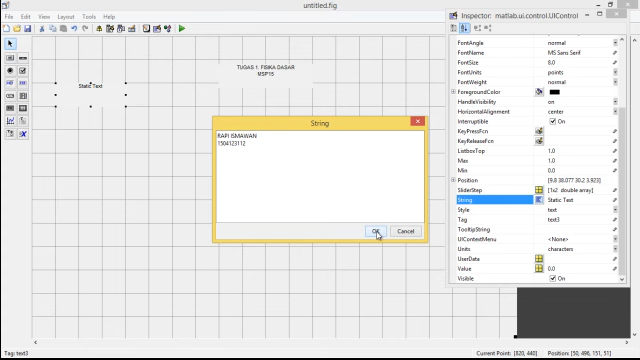 untitled.fig
File Edit View Layout Tools Help
TUGAS 1. FISIKA DASAR
MSP15
Static Text
String
RAPI ISMAWAN
1504123112
OK Cancel
Inspector: matlab.ui.control.UIControl
FontAngle normal
FontName MS Sans Serif
FontSize 8.0
FontUnits points
FontWeight normal
ForegroundColor
HandleVisibility on
HorizontalAlignment center
Interruptible On
KeyPressFcn
KeyReleaseFcn
ListboxTop 1.0
Max 1.0
Min 0.0
Position [9.8 38.077 30.2 3.923]
SliderStep [1x2 double array]
String Static Text
Style text
Tag text3
TooltipString
UIContextMenu <None>
Units characters
UserData
Value 0.0
Visible On
Tag: text3 Current Point: [820, 440] Position: [50, 496, 151, 51]